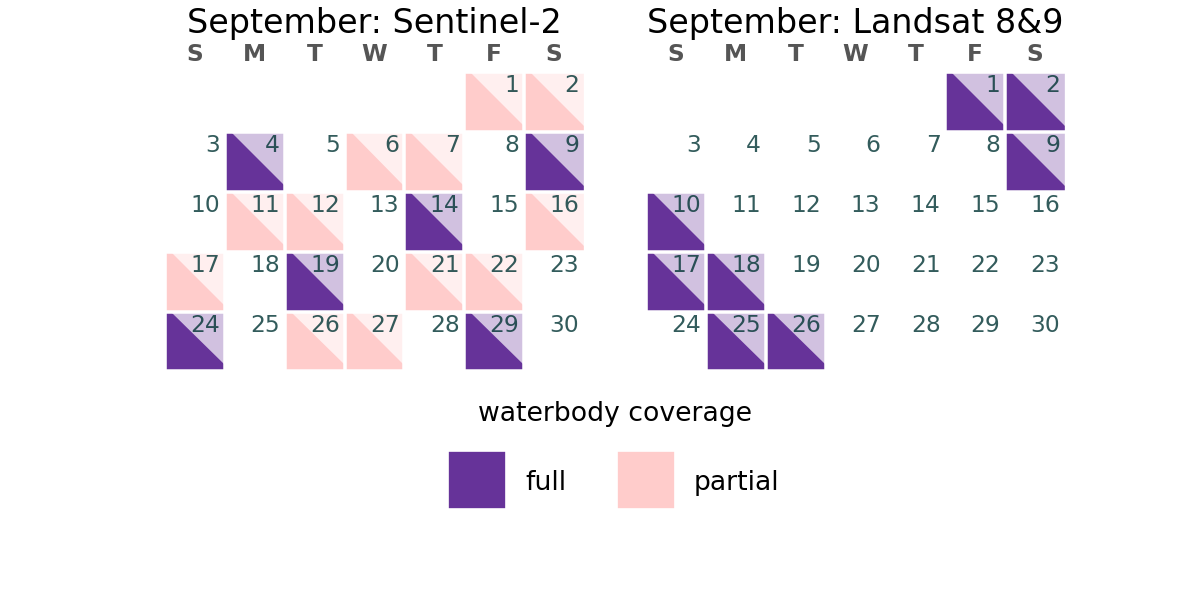 September: Sentinel-2
S M T W T F S
1 2
3 4 5 6 7 8 9
10 11 12 13 14 15 16
17 18 19 20 21 22 23
24 25 26 27 28 29 30
September: Landsat 8&9
S M T W T F S
1 2
3 4 5 6 7 8 9
10 11 12 13 14 15 16
17 18 19 20 21 22 23
24 25 26 27 28 29 30
waterbody coverage
full partial